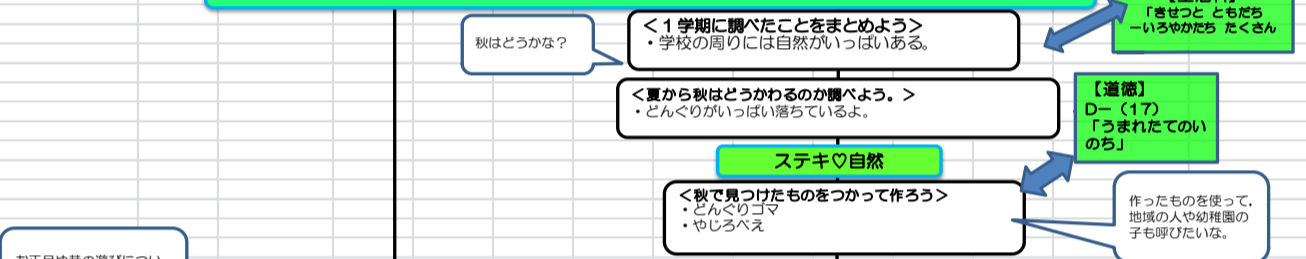 ＜１学期に調べたことをまとめよう＞
・学校の周りには自然がいっぱいある。
秋はどうかな？
「きせつと ともだち
ーいろやかたち たくさん
＜夏から秋はどうかわるのか調べよう。＞
・どんぐりがいっぱい落ちているよ。
【道徳】
Dー（17）
「うまれたてのい
のち」
ステキ♡自然
＜秋で見つけたものをつかって作ろう＞
・どんぐりゴマ
・やじろべえ
作ったものを使って，
地域の人や幼稚園の
子も呼びたいな。